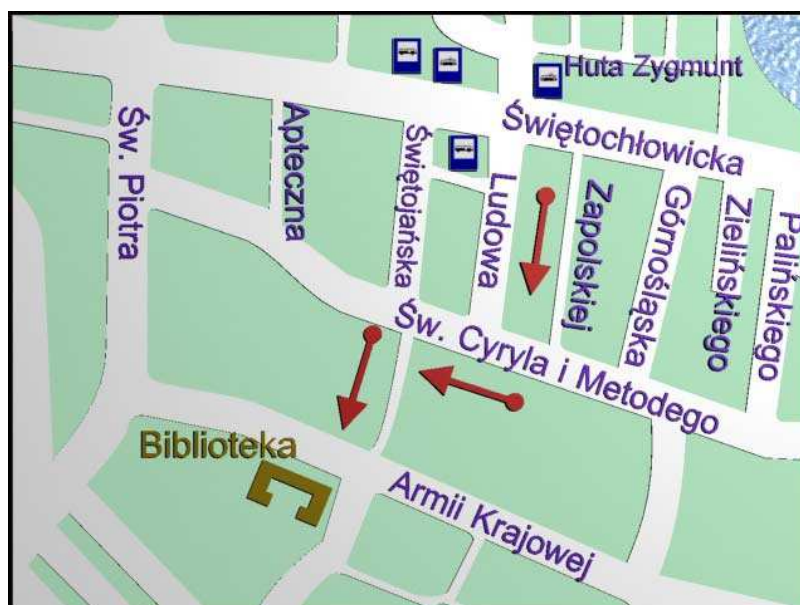 Huta Zygmunt
Świętochłowicka
Św. Piotra
Apteczna
Świętojańska
Ludowa
Zapolskiej
Górnośląska
Zielińskiego
Palińskiego
Św. Cyryla i Metodego
Biblioteka
Armii Krajowej